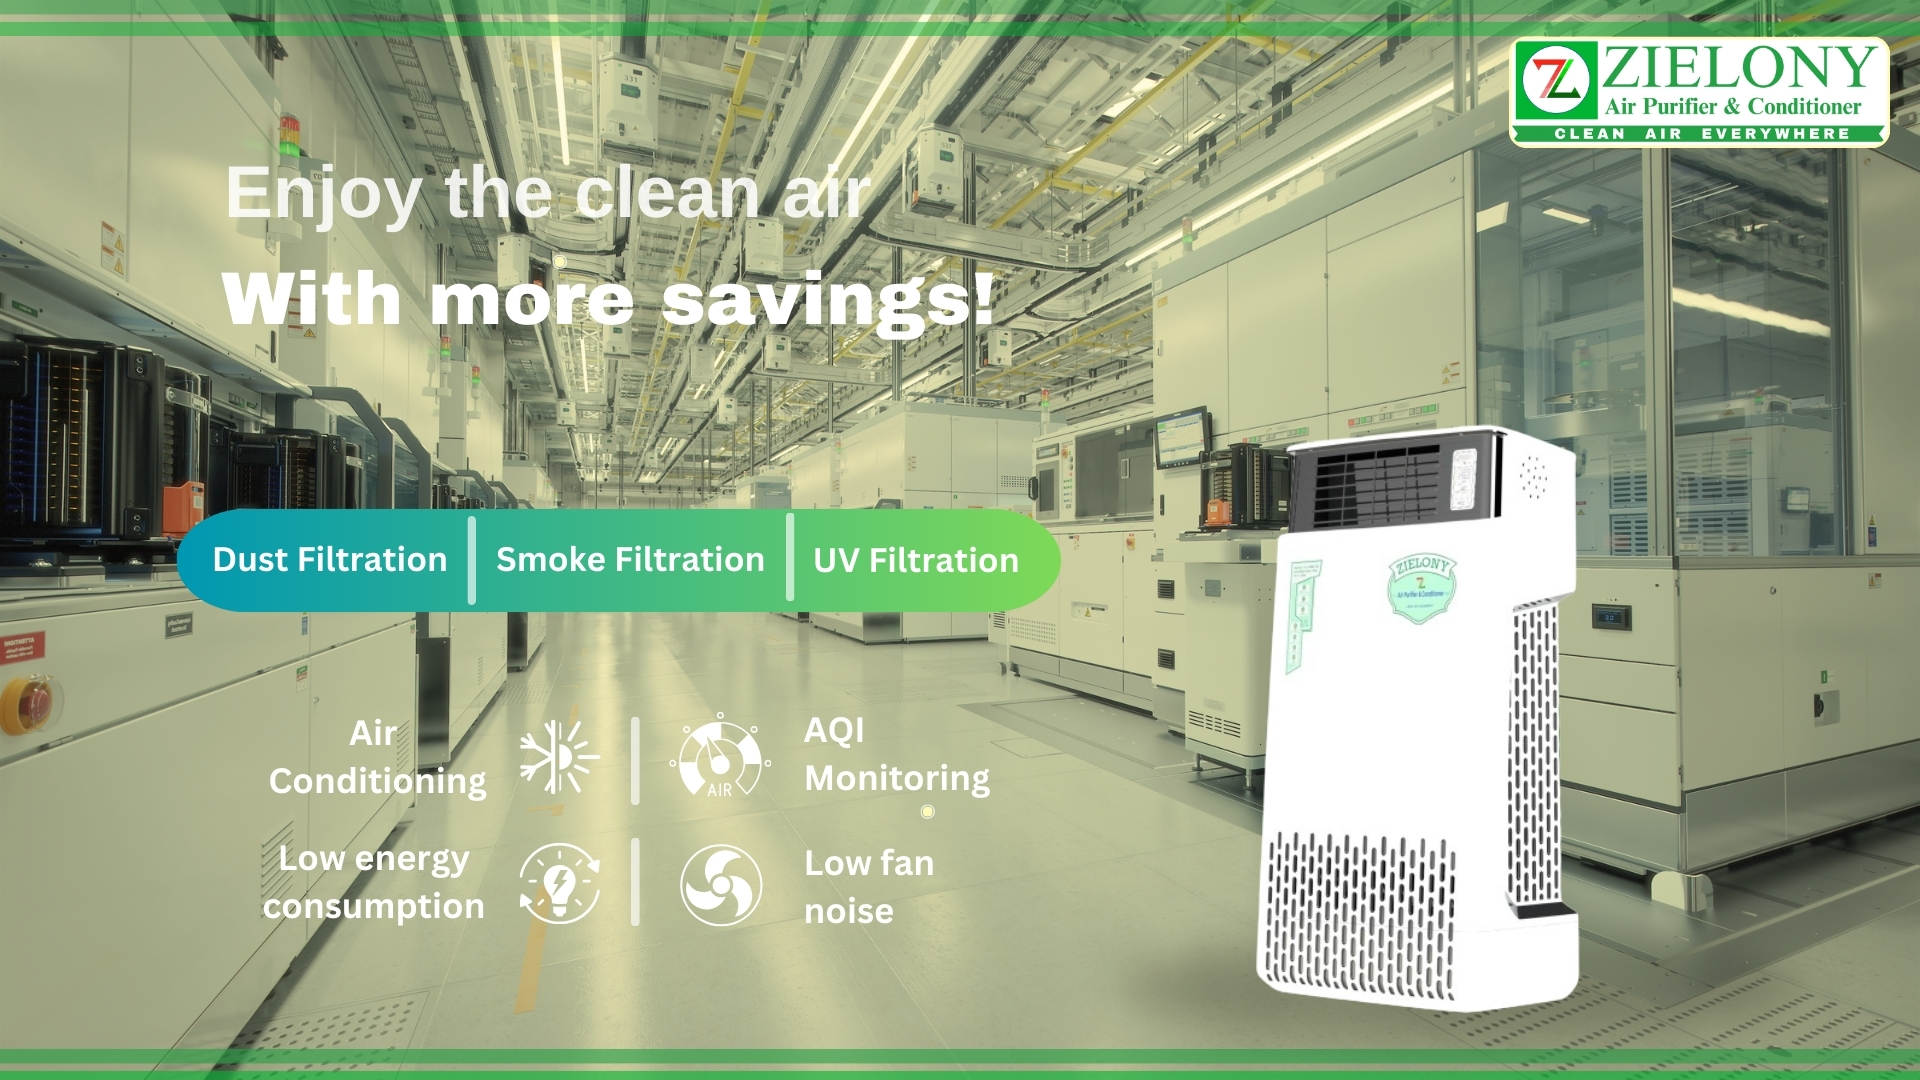 ZIELONY
Air Purifier & Conditioner
CLEAN AIR EVERYWHERE
Enjoy the clean air
With more savings!
Dust Filtration
Smoke Filtration
UV Filtration
Air
Conditioning
AIR
AQI
Monitoring
Low energy
consumption
Low fan
noise
ZIELONY
Air Purifier & Conditioner
331